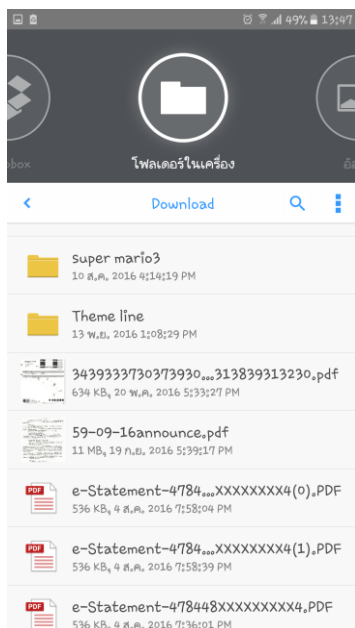 49% 13:47
box
โฟลเดอร์ในเครื่อง
อั
Download
super mario3
10 ส.ค. 2016 4:14:19 PM
Theme line
13 พ.ย. 2016 1:08:29 PM
3439333730373930...313839313230.pdf
634 KB, 20 พ.ค. 2016 5:33:27 PM
59-09-16announce.pdf
11 MB, 19 ก.ย. 2016 5:39:17 PM
PDF
e-Statement-4784...XXXXXXXX4(0).PDF
536 KB, 4 ส.ค. 2016 7:58:04 PM
PDF
e-Statement-4784...XXXXXXXX4(1).PDF
536 KB, 4 ส.ค. 2016 7:58:39 PM
PDF
e-Statement-478448XXXXXXXXX4.PDF
536 KB, 4 ส.ค. 2016 7:36:01 PM